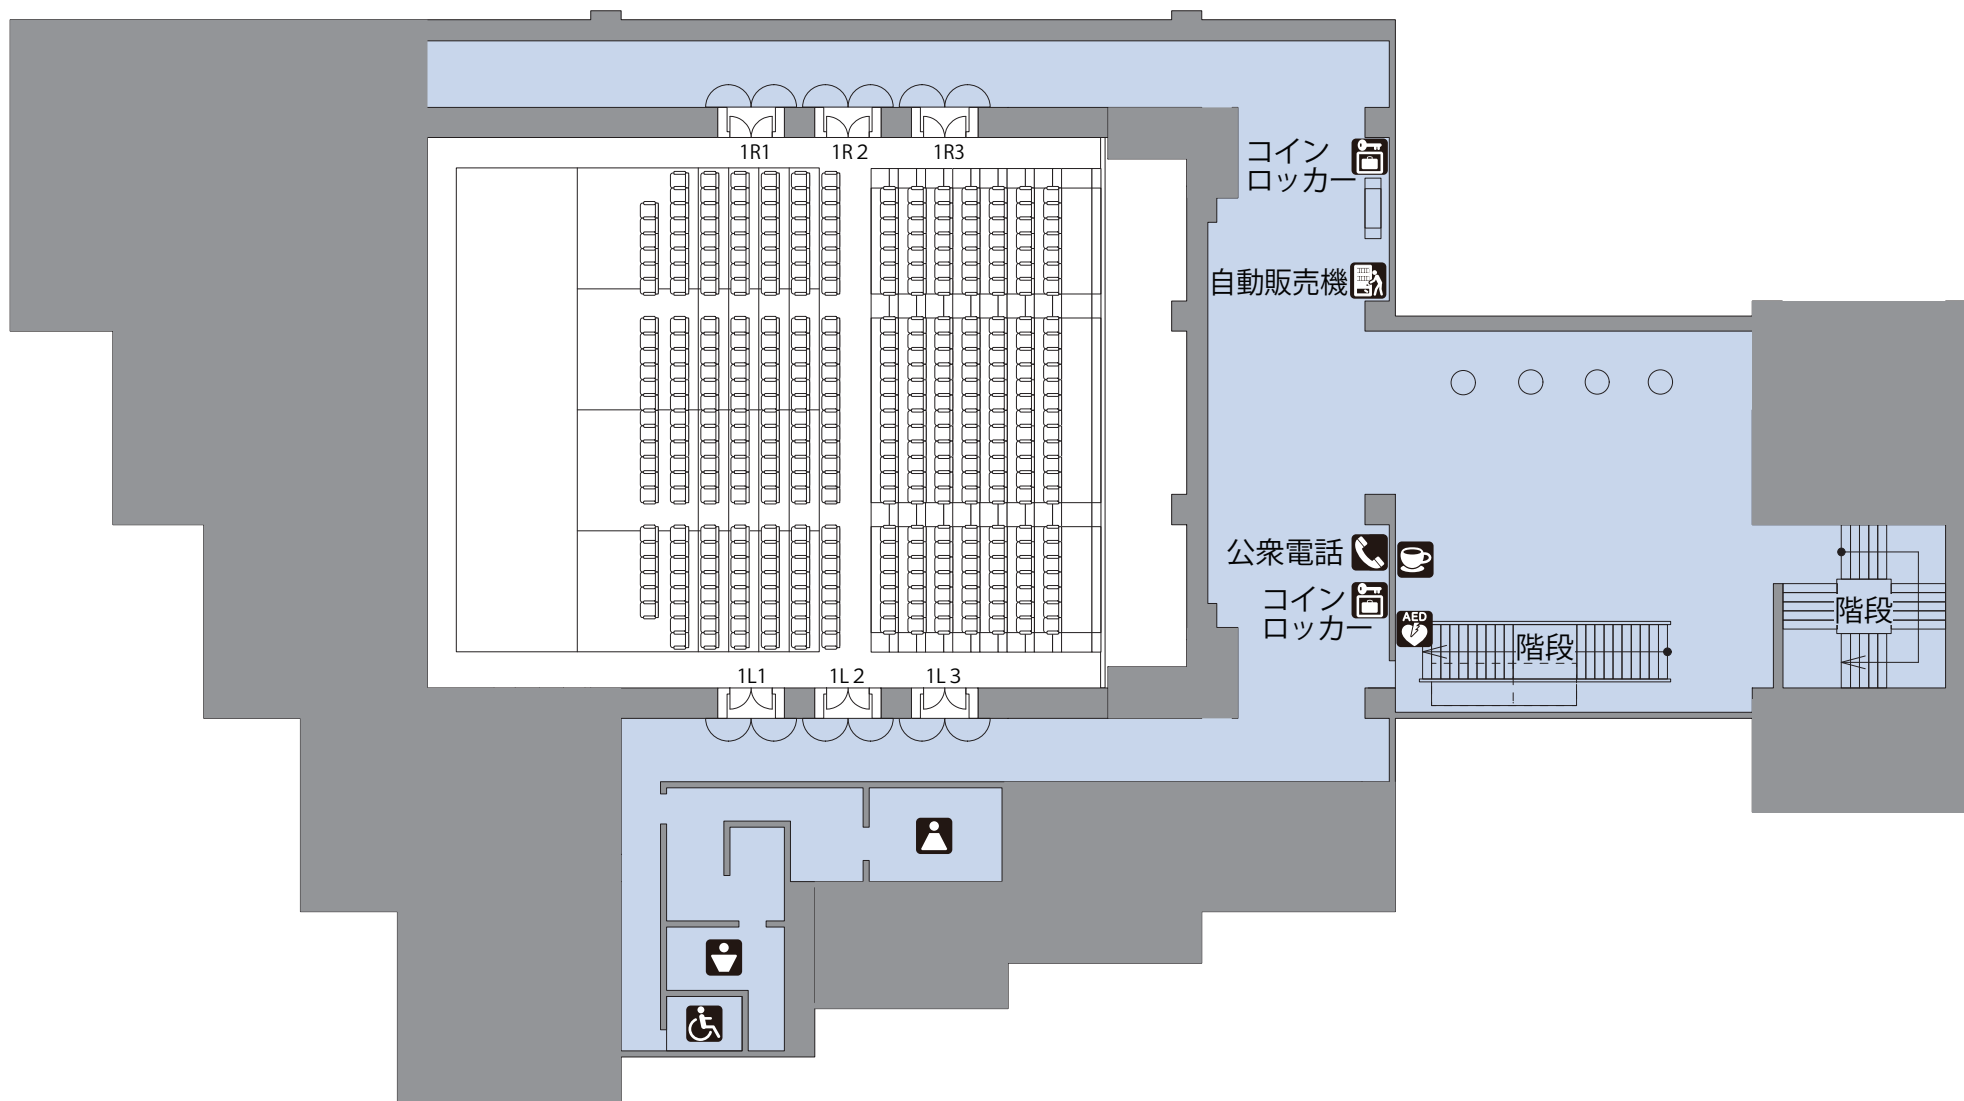 1R1
1R 2
1R3
コイン
ロッカー
自動販売機
公衆電話
コイン
ロッカー
AED
階段
階段
1L1
1L 2
1L 3